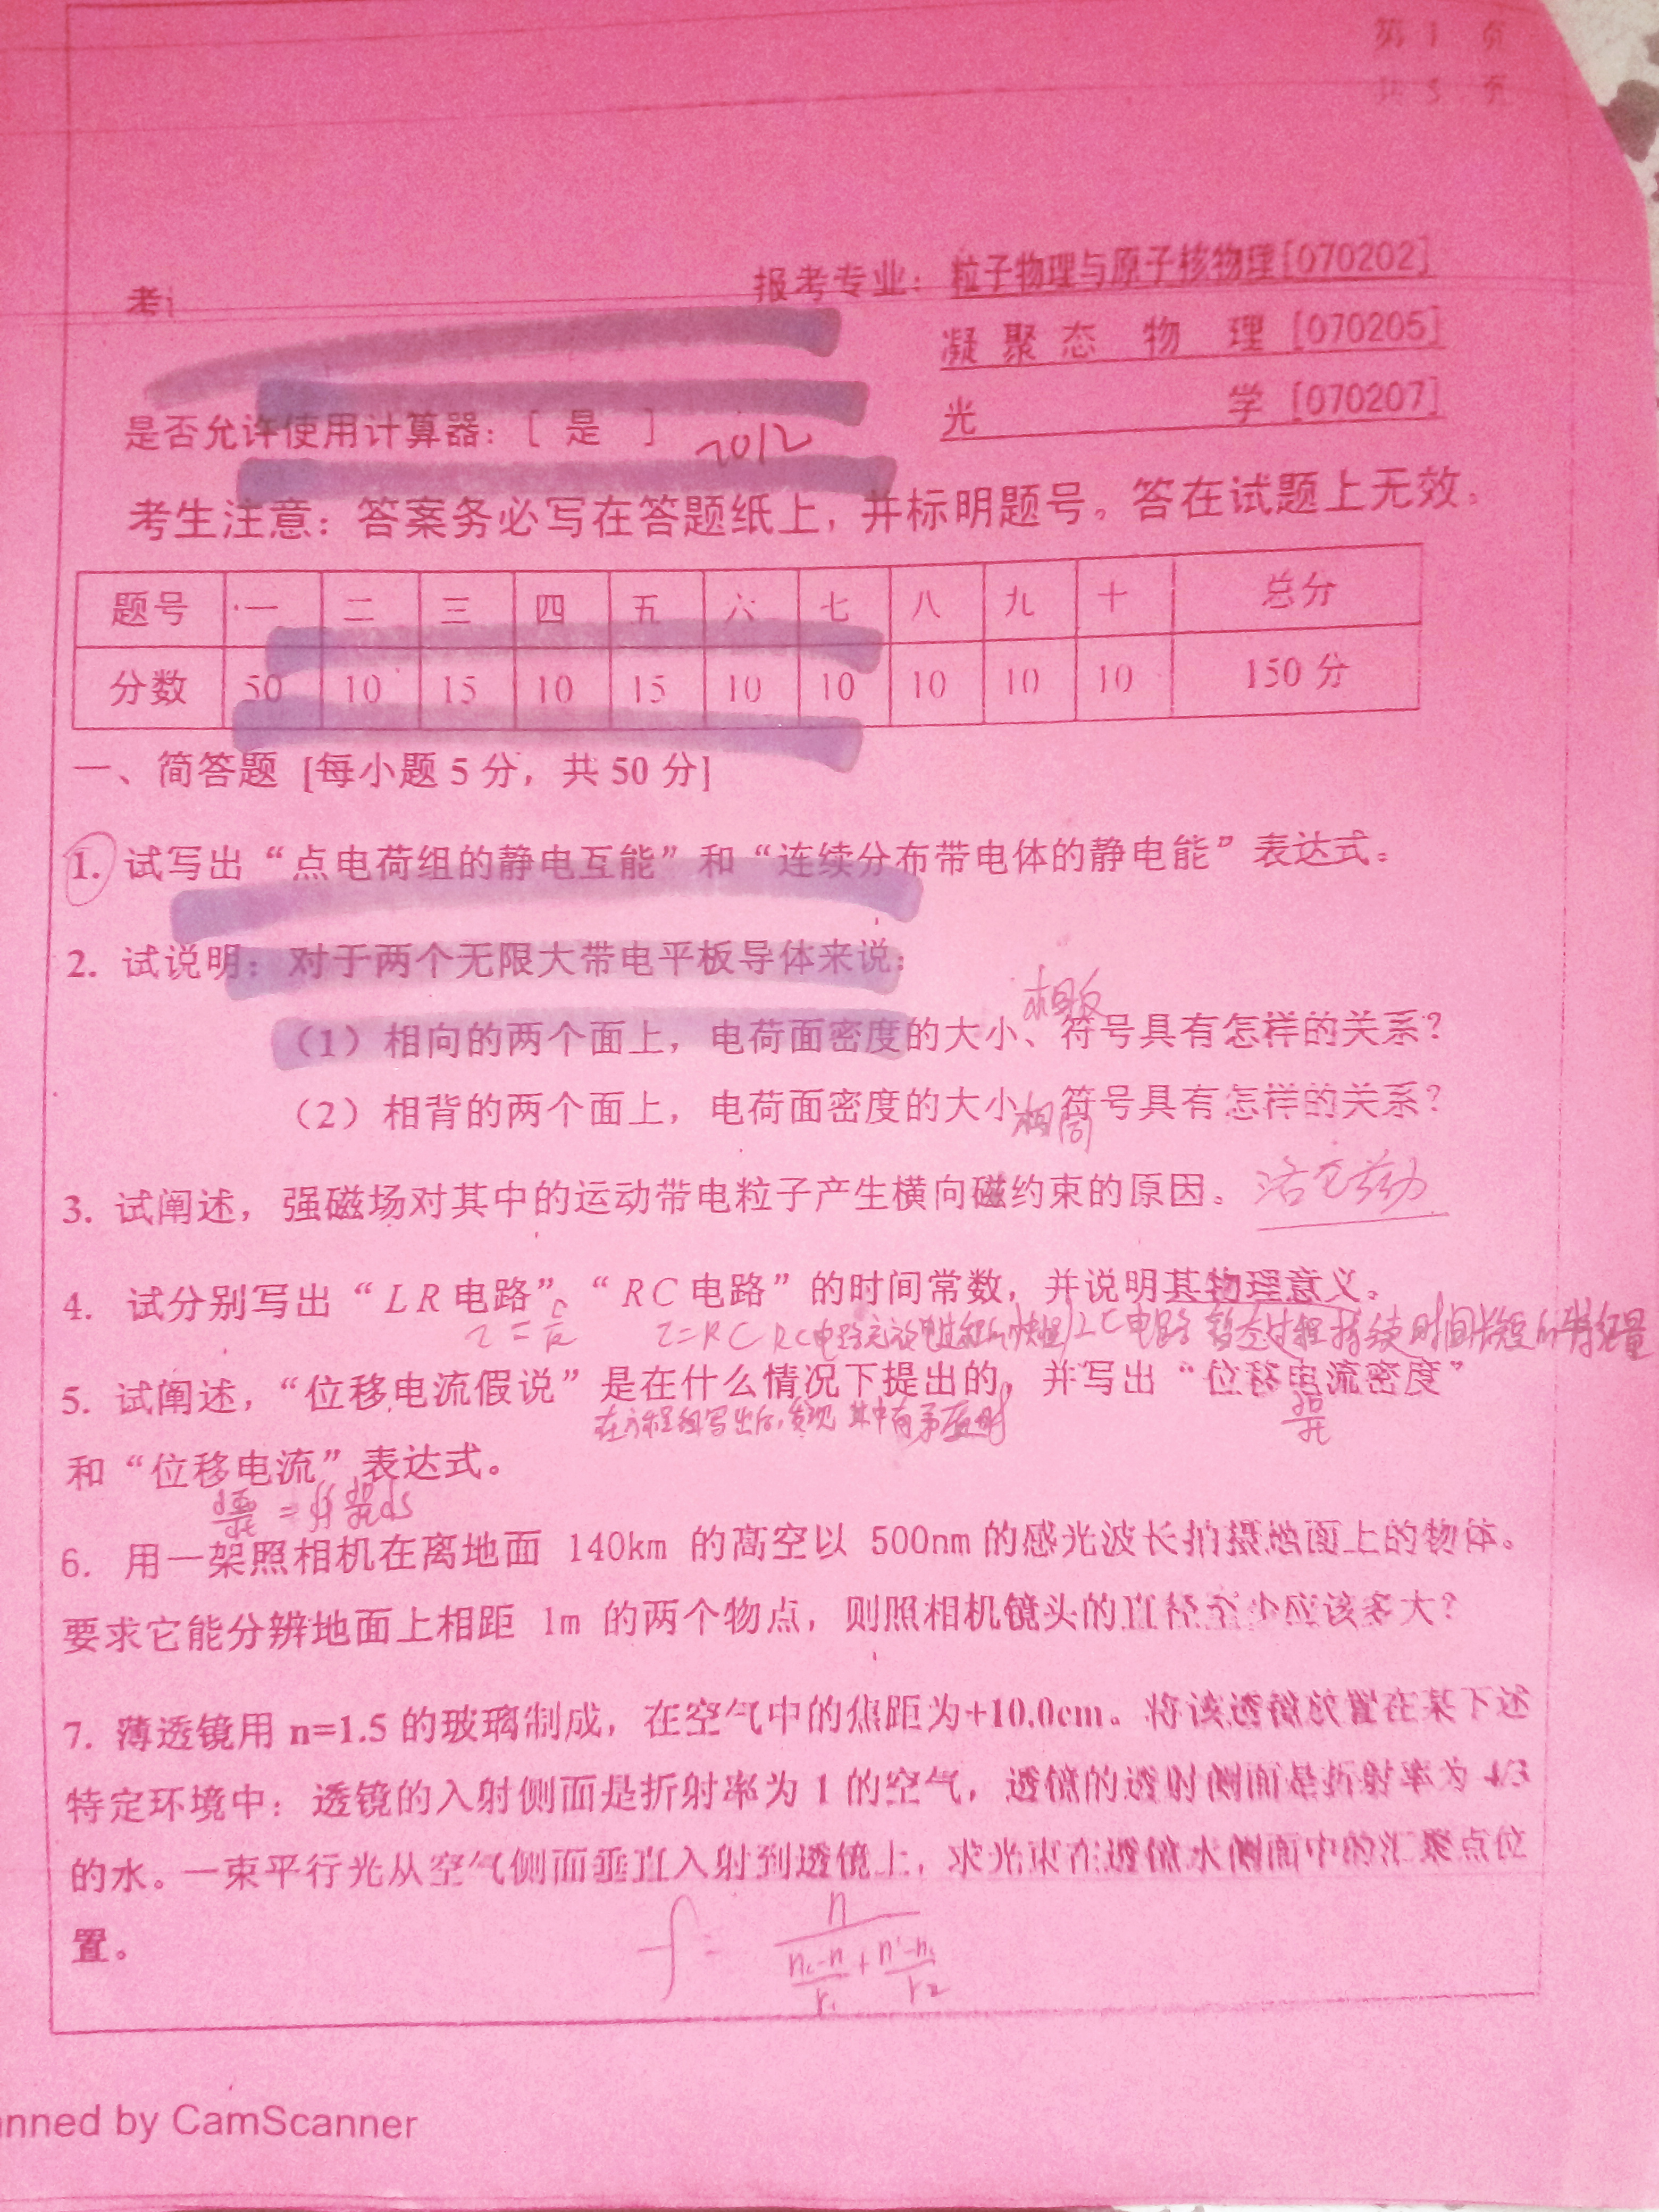 第 1 页
共 5 页
考
报考专业：粒子物理与原子核物理[070202]
凝聚态物理[070205]
光学[070207]
是否允许使用计算器：[ 是 ] 2012
考生注意：答案务必写在答题纸上，并标明题号。答在试题上无效。
题号 一 二 三 四 五 六 七 八 九 十 总分
分数 50 10 15 10 15 10 10 10 10 10 150 分
一、简答题 [每小题 5 分，共 50 分]
1. 试写出“点电荷组的静电互能”和“连续分布带电体的静电能”表达式。
2. 试说明：对于两个无限大带电平板导体来说：
相反
（1）相向的两个面上，电荷面密度的大小、符号具有怎样的关系？
（2）相背的两个面上，电荷面密度的大小、符号具有怎样的关系？
相同
3. 试阐述，强磁场对其中的运动带电粒子产生横向磁约束的原因。洛仑兹力
4. 试分别写出“LR 电路”、“RC 电路”的时间常数，并说明其物理意义。
τ=RC RC电路充放电过程的快慢 电路暂态过程持续时间长短的特征量
5. 试阐述，“位移电流假说”是在什么情况下提出的，并写出“位移电流密度”
在方程组写出后，发现其中有矛盾时
和“位移电流”表达式。
6. 用一架照相机在离地面 140km 的高空以 500nm 的感光波长拍摄地面上的物体。
要求它能分辨地面上相距 1m 的两个物点，则照相机镜头的直径至少应该多大？
7. 薄透镜用 n=1.5 的玻璃制成，在空气中的焦距为+10.0cm。将该透镜放置在某下述
特定环境中：透镜的入射侧面是折射率为 1 的空气，透镜的透射侧面是折射率为 4/3
的水。一束平行光从空气侧面垂直入射到透镜上，求光束在透镜水侧面中的汇聚点位
置。
anned by CamScanner